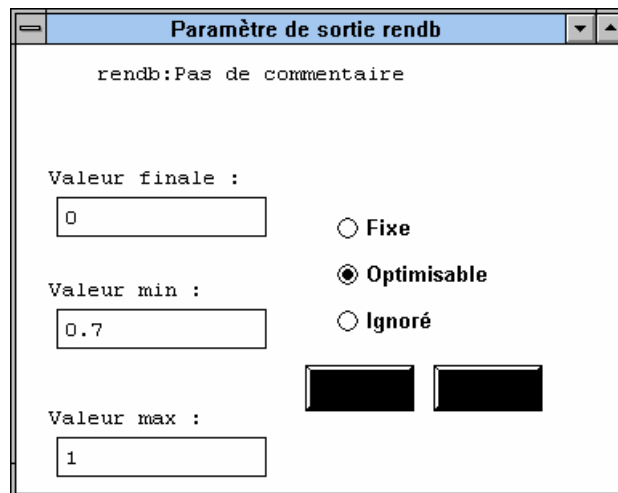 Paramètre de sortie rendb
rendb:Pas de commentaire
Valeur finale :
0
Fixe
Optimisable
Valeur min :
0.7
Ignoré
Valeur max :
1